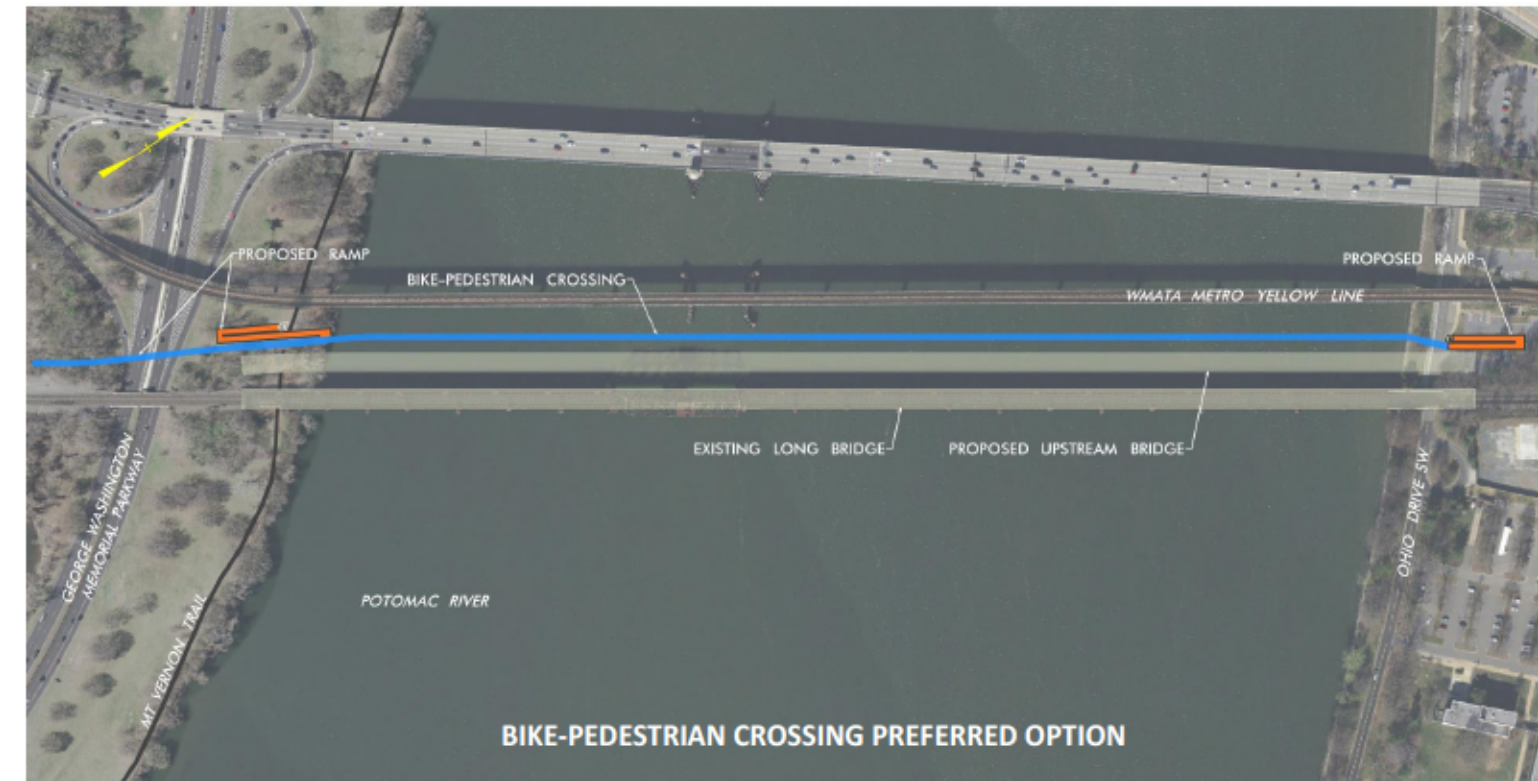 PROPOSED RAMP
PROPOSED RAMP
BIKE-PEDESTRIAN CROSSING
WMATA METRO YELLOW LINE
EXISTING LONG BRIDGE
PROPOSED UPSTREAM BRIDGE
GEORGE WASHINGTON
MEMORIAL PARKWAY
OHIO DRIVE SW
POTOMAC RIVER
MT VERNON TRAIL
BIKE-PEDESTRIAN CROSSING PREFERRED OPTION